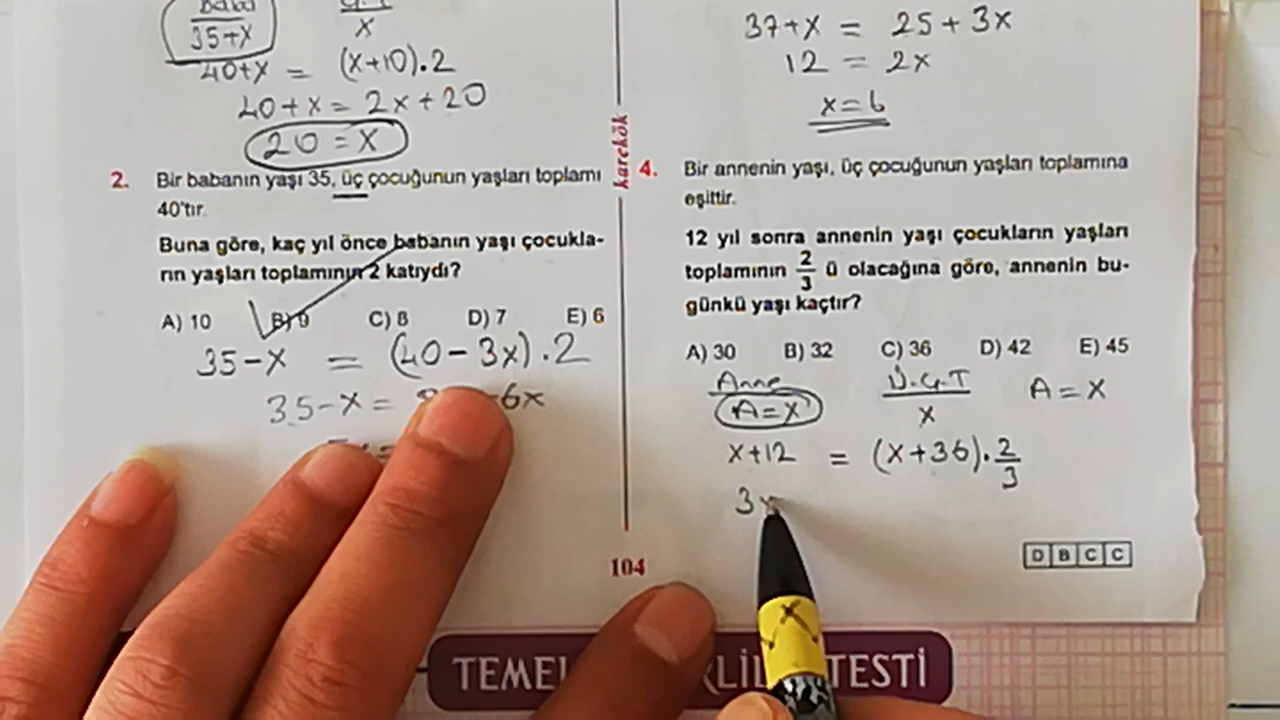 Baba
35+x
x
40+x = (x+10).2
40+x = 2x+20
20 = x
2. Bir babanın yaşı 35, üç çocuğunun yaşları toplamı
40'tır.
Buna göre, kaç yıl önce babanın yaşı çocukla-
rın yaşları toplamının 2 katıydı?
A) 10 B) 9 C) 8 D) 7 E) 6
35-x = (40-3x).2
35-x = -6x
karekök
37+x = 25+3x
12 = 2x
x=6
4. Bir annenin yaşı, üç çocuğunun yaşları toplamına
eşittir.
12 yıl sonra annenin yaşı çocukların yaşları
toplamının 2/3 ü olacağına göre, annenin bu-
günkü yaşı kaçtır?
A) 30 B) 32 C) 36 D) 42 E) 45
Anne Ü.Ç.T A=x
A=x x
x+12 = (x+36).2/3
3x
D B C C
104
TESTİ